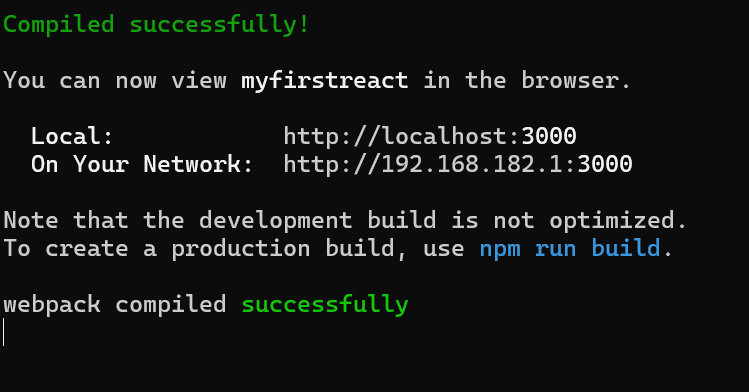 Compiled successfully!
You can now view myfirstreact in the browser.
Local: http://localhost:3000
On Your Network: http://192.168.182.1:3000
Note that the development build is not optimized.
To create a production build, use npm run build.
webpack compiled successfully